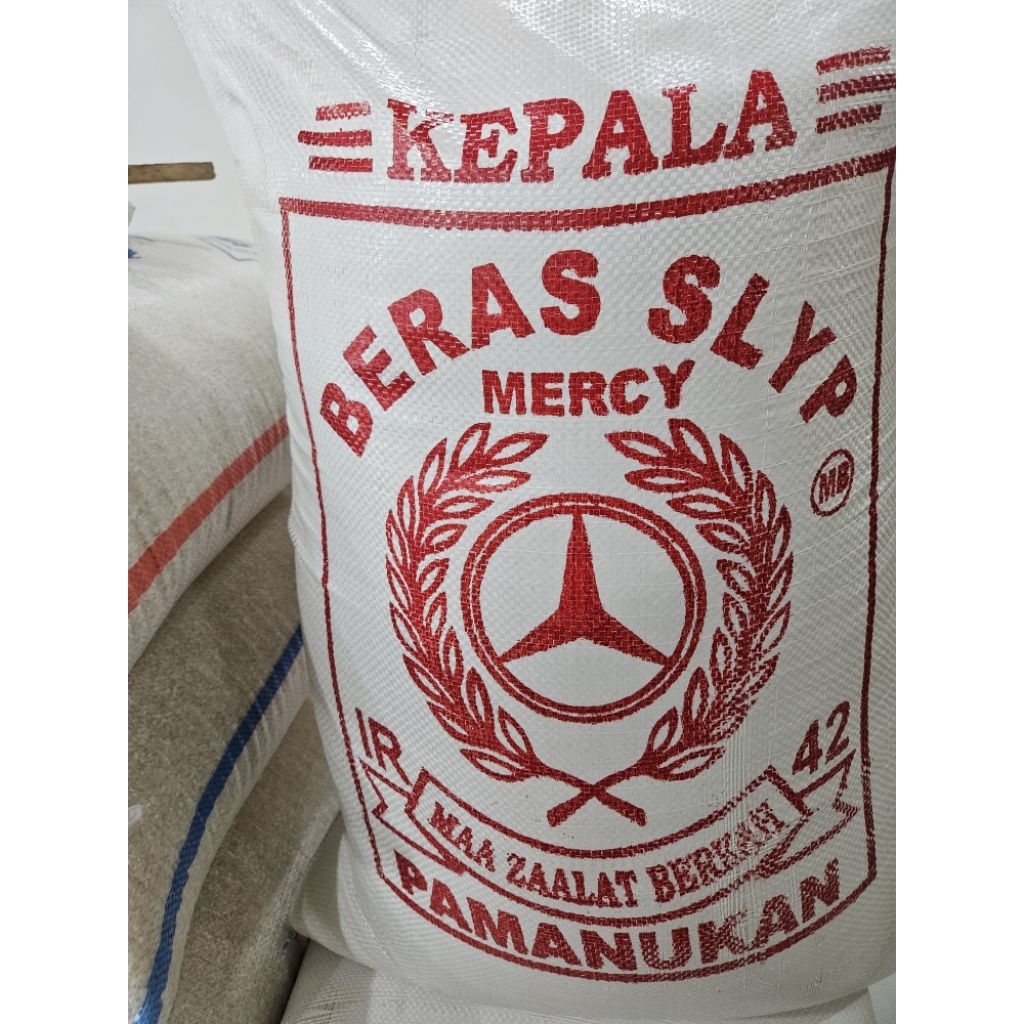 KEPALA
BERAS SLYP
MERCY
MB
IR 42
MAA ZAALAT BERKAH
PAMANUKAN